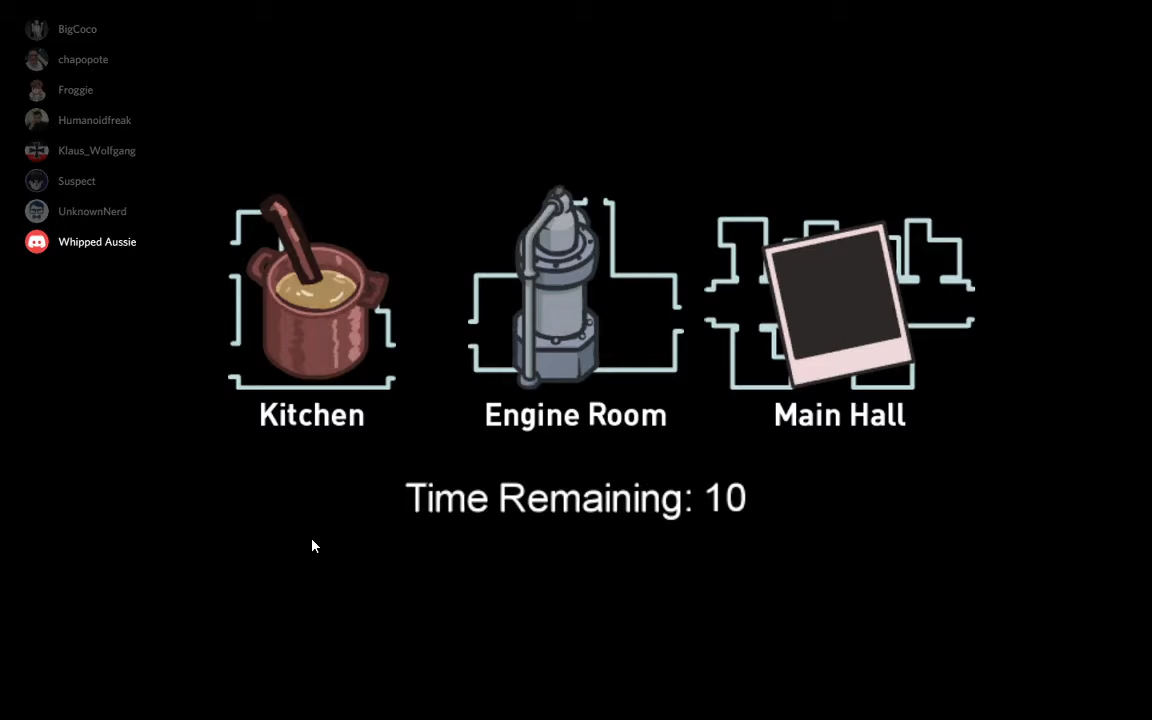 BigCoco
chapopote
Froggie
Humanoidfreak
Klaus_Wolfgang
Suspect
UnknownNerd
Whipped Aussie
Kitchen
Engine Room
Main Hall
Time Remaining: 10